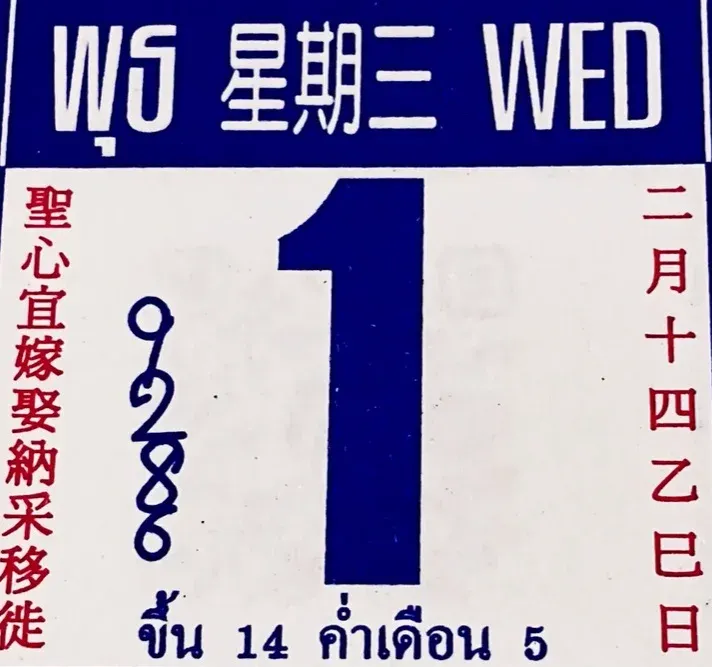 พุธ 星期三 WED
聖心宜嫁娶納采移徙
9286
1
二月十四乙巳日
ขึ้น 14 ค่ำเดือน 5